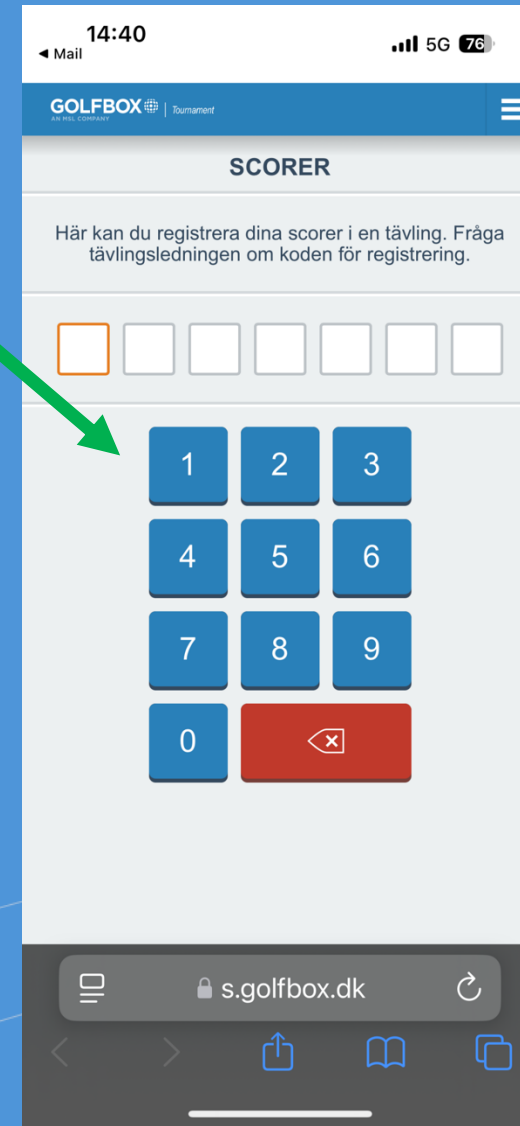 14:40
◀ Mail
5G 76
GOLFBOX | Tournament
AN MSL COMPANY
SCORER
Här kan du registrera dina scorer i en tävling. Fråga
tävlingsledningen om koden för registrering.
1 2 3
4 5 6
7 8 9
0
s.golfbox.dk